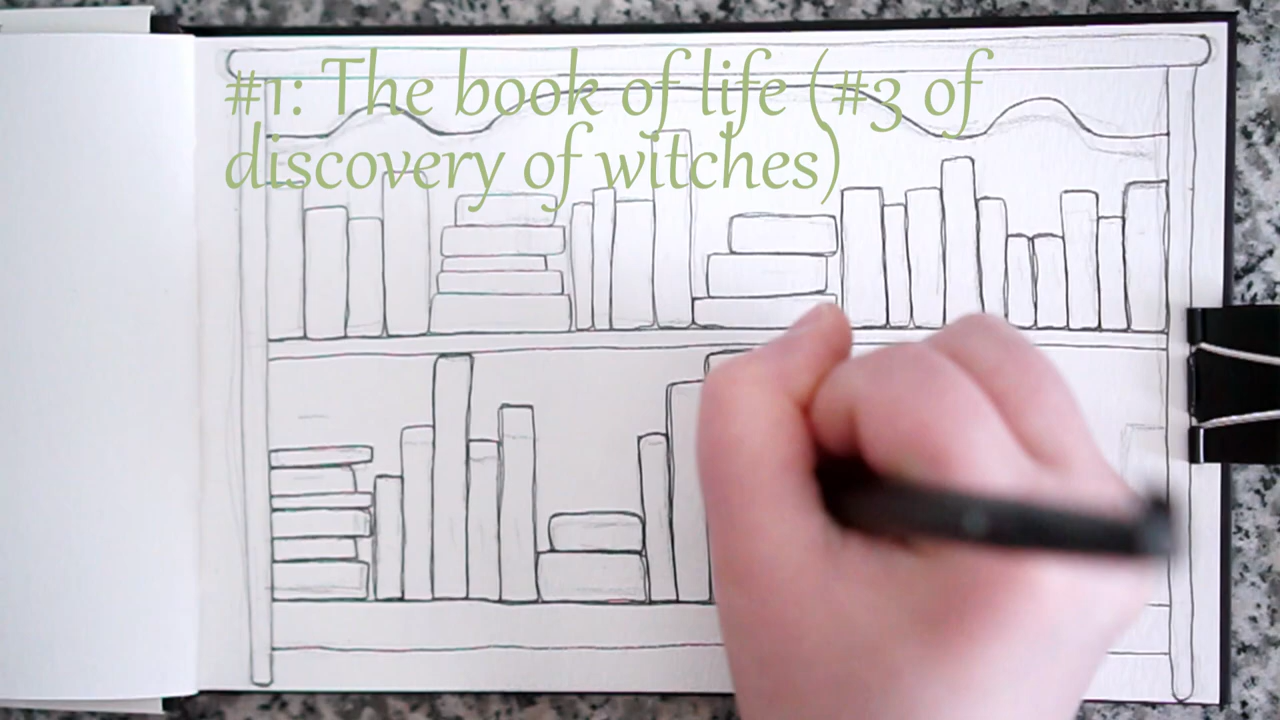 #1: The book of life (#3 of
discovery of witches)